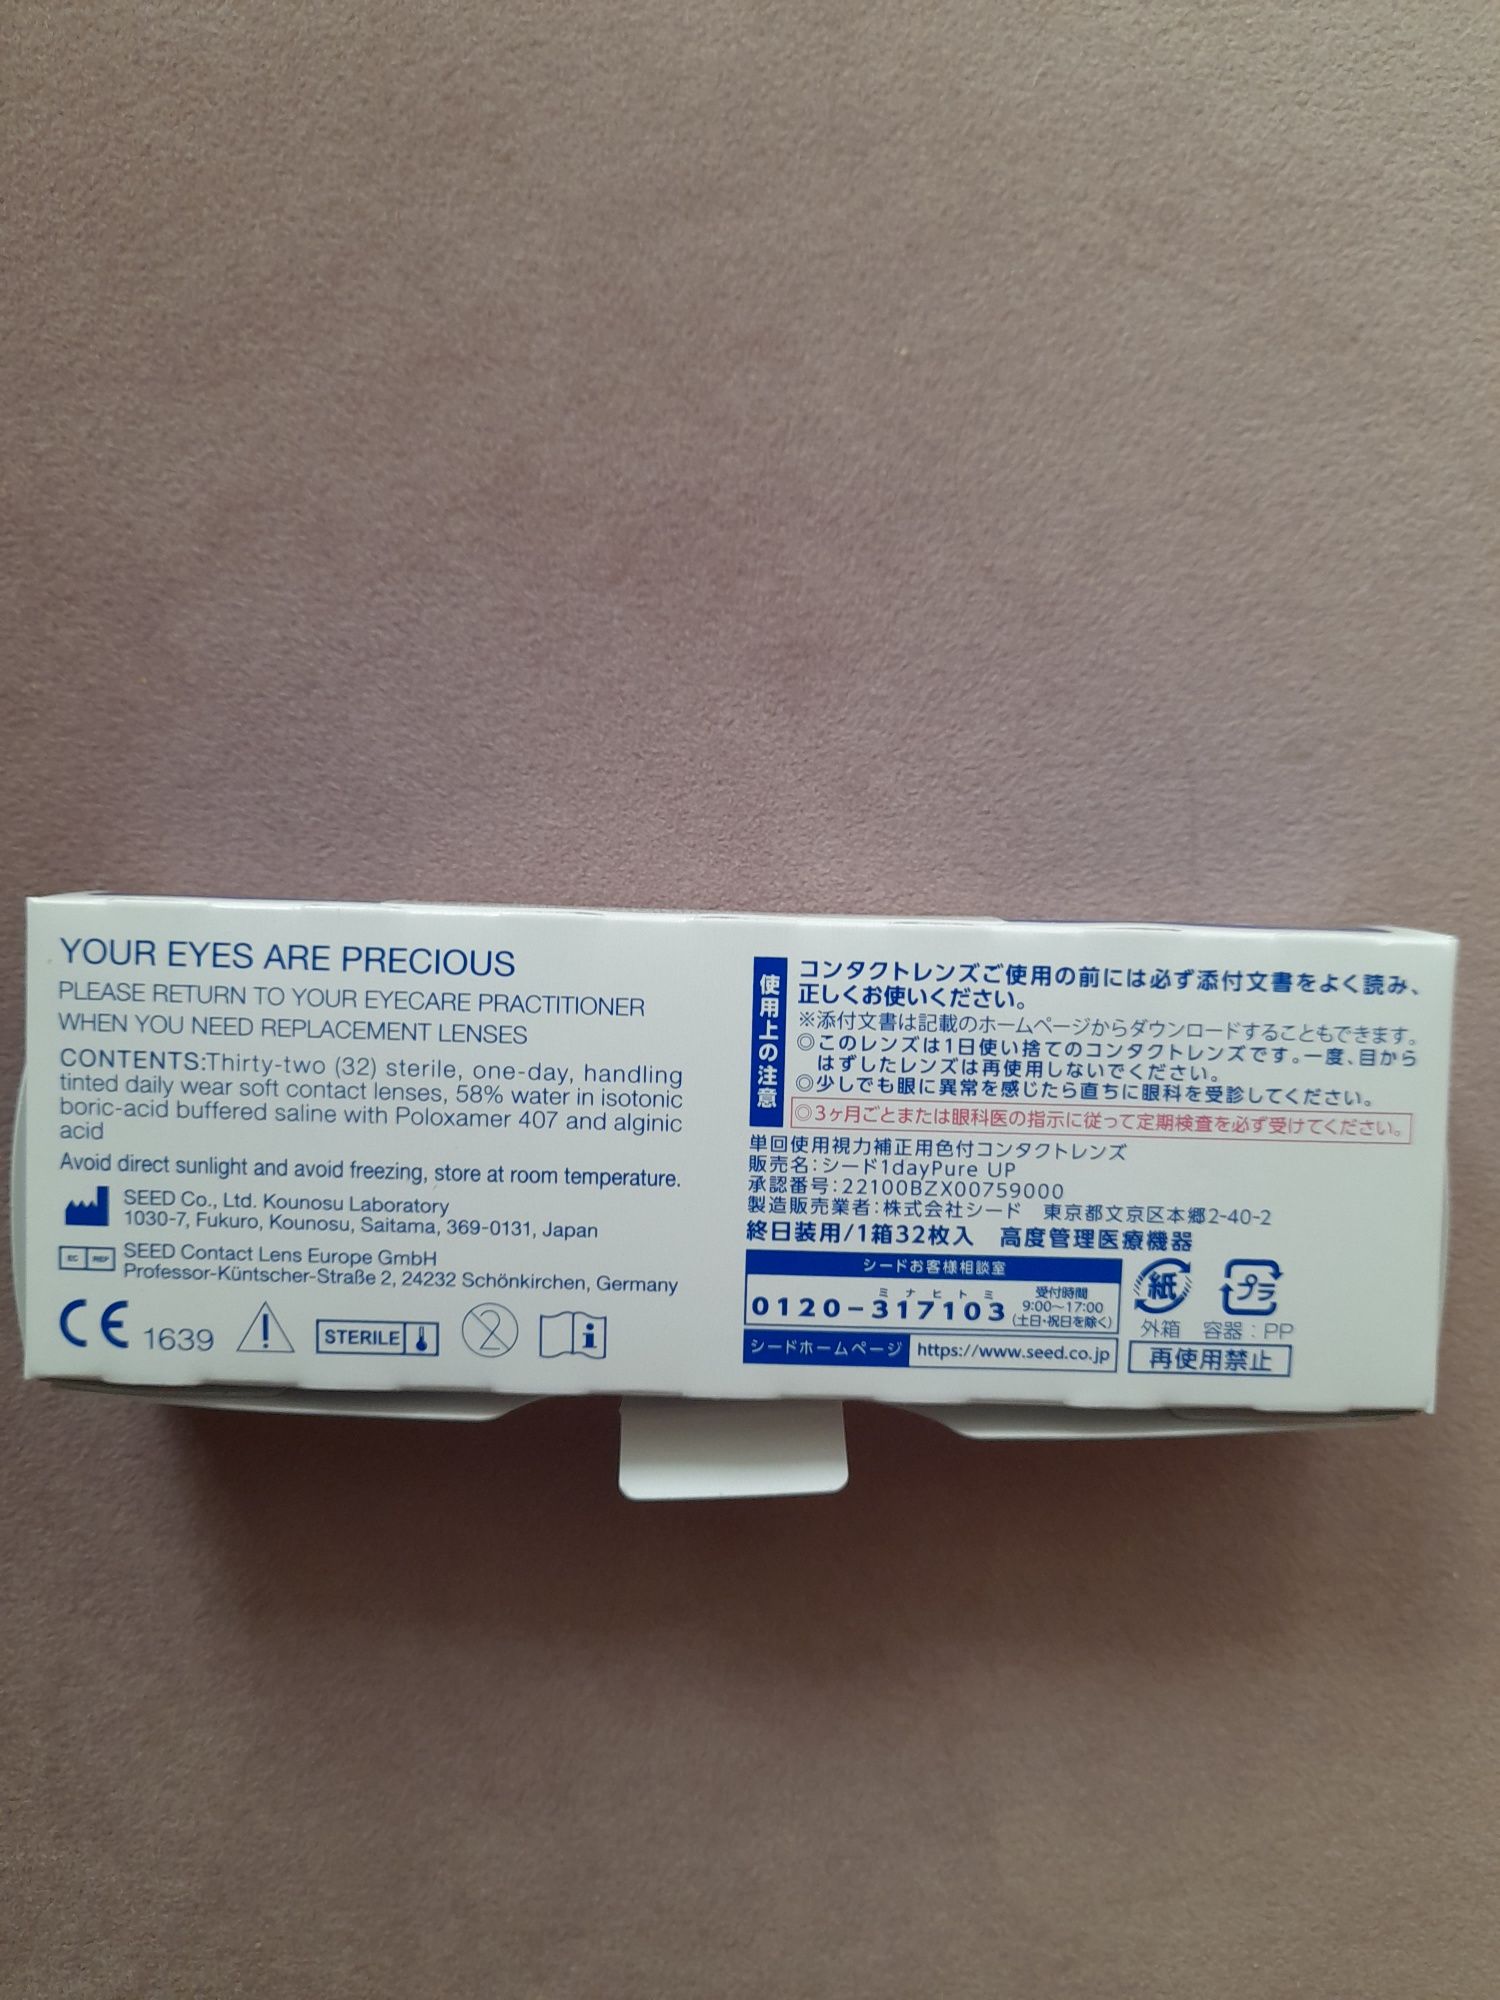 YOUR EYES ARE PRECIOUS
PLEASE RETURN TO YOUR EYECARE PRACTITIONER
WHEN YOU NEED REPLACEMENT LENSES
CONTENTS:Thirty-two (32) sterile, one-day, handling
tinted daily wear soft contact lenses, 58% water in isotonic
boric-acid buffered saline with Poloxamer 407 and alginic
acid
Avoid direct sunlight and avoid freezing, store at room temperature.
SEED Co., Ltd. Kounosu Laboratory
1030-7, Fukuro, Kounosu, Saitama, 369-0131, Japan
EC REP
SEED Contact Lens Europe GmbH
Professor-Küntscher-Straße 2, 24232 Schönkirchen, Germany
CE 1639
STERILE
2
i
使用上の注意
コンタクトレンズご使用の前には必ず添付文書をよく読み、
正しくお使いください。
※添付文書は記載のホームページからダウンロードすることもできます。
◎このレンズは1日使い捨てのコンタクトレンズです。一度、目から
はずしたレンズは再使用しないでください。
◎少しでも眼に異常を感じたら直ちに眼科を受診してください。
◎3ヶ月ごとまたは眼科医の指示に従って定期検査を必ず受けてください。
単回使用視力補正用色付コンタクトレンズ
販売名:シード1dayPure UP
承認番号:22100BZX00759000
製造販売業者:株式会社シード 東京都文京区本郷2-40-2
終日装用/1箱32枚入 高度管理医療機器
シードお客様相談室
ミナヒトミ
0120-317103
受付時間
9:00～17:00
(土日・祝日を除く)
シードホームページ https://www.seed.co.jp
紙
プラ
外箱 容器:PP
再使用禁止